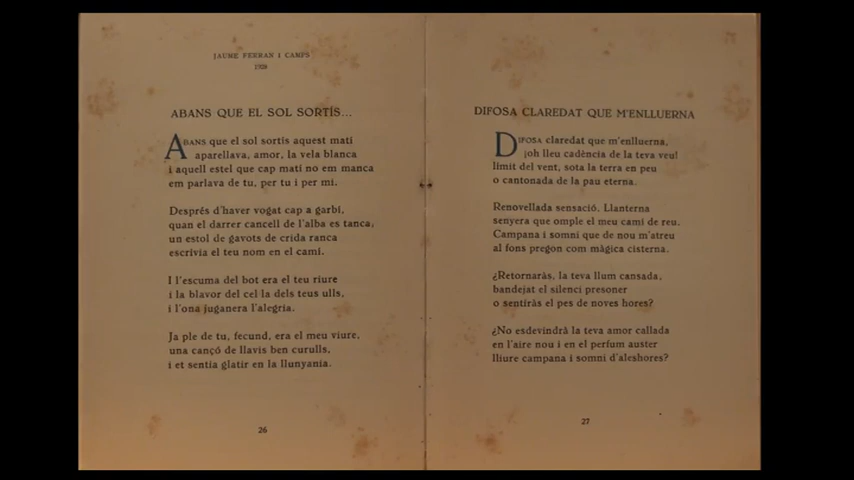 JAUME FERRAN I CAMPS
1928
ABANS QUE EL SOL SORTÍS...
ABANS que el sol sortís aquest matí
aparellava, amor, la vela blanca
i aquell estel que cap matí no em manca
em parlava de tu, per tu i per mi.
Després d'haver vogat cap a garbí,
quan el darrer cancell de l'alba es tanca,
un estol de gavots de crida ranca
escrivia el teu nom en el camí.
I l'escuma del bot era el teu riure
i la blavor del cel la dels teus ulls,
i l'ona juganera l'alegria.
Ja ple de tu, fecund, era el meu viure,
una cançó de llavis ben curulls,
i et sentia glatir en la llunyania.
26
DIFOSA CLAREDAT QUE M'ENLLUERNA
DIFOSA claredat que m'enlluerna,
¡oh lleu cadència de la teva veu!
límit del vent, sota la terra en peu
o cantonada de la pau eterna.
Renovellada sensació. Llanterna
senyera que omple el meu camí de reu.
Campana i somni que de nou m'atreu
al fons pregon com màgica cisterna.
¿Retornaràs, la teva llum cansada,
bandejat el silenci presoner
o sentiràs el pes de noves hores?
¿No esdevindrà la teva amor callada
en l'aire nou i en el perfum auster
lliure campana i somni d'aleshores?
27